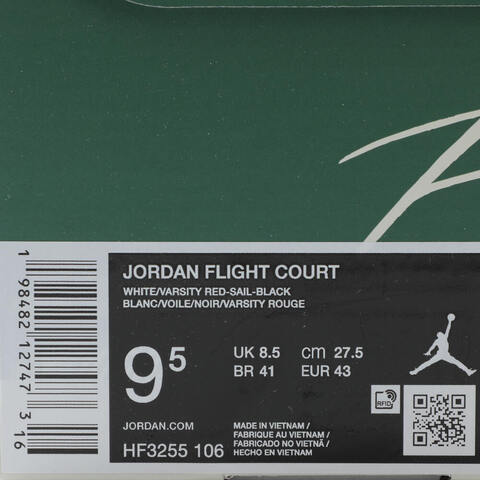 JORDAN FLIGHT COURT
WHITE/VARSITY RED-SAIL-BLACK
BLANC/VOILE/NOIR/VARSITY ROUGE
9⁵
UK 8.5 cm 27.5
BR 41 EUR 43
RFID
JORDAN.COM
HF3255 106
MADE IN VIETNAM /
FABRIQUE AU VIETNAM /
FABRICADO NO VIETNÃ /
HECHO EN VIETNAM
1 98482 12747 3 16